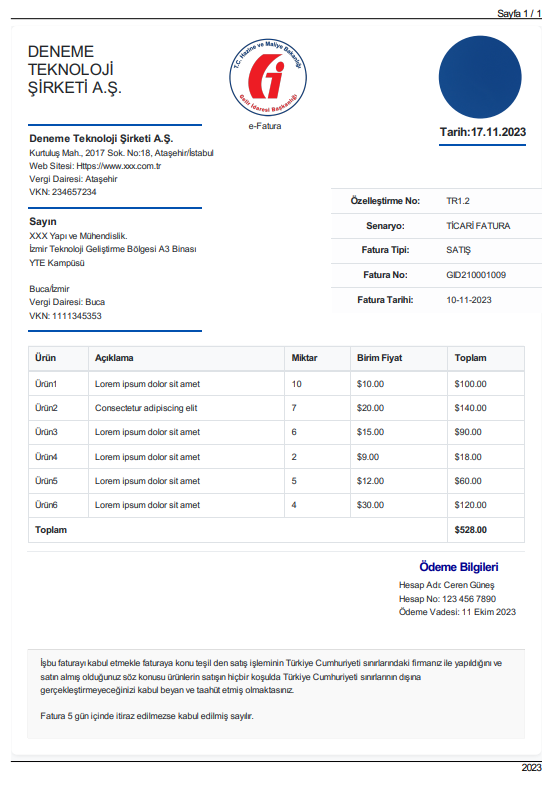 Sayfa 1 / 1
DENEME
TEKNOLOJİ
ŞİRKETİ A.Ş.
T.C. Hazine ve Maliye Bakanlığı
Gelir İdaresi Başkanlığı
e-Fatura
Tarih:17.11.2023
Deneme Teknoloji Şirketi A.Ş.
Kurtuluş Mah., 2017 Sok. No:18, Ataşehir/İstabul
Web Sitesi: Https://www.xxx.com.tr
Vergi Dairesi: Ataşehir
VKN: 234657234
Sayın
XXX Yapı ve Mühendislik.
İzmir Teknoloji Geliştirme Bölgesi A3 Binası
YTE Kampüsü
Buca/İzmir
Vergi Dairesi: Buca
VKN: 1111345353
Özelleştirme No: TR1.2
Senaryo: TİCARİ FATURA
Fatura Tipi: SATIŞ
Fatura No: GID210001009
Fatura Tarihi: 10-11-2023
Ürün Açıklama Miktar Birim Fiyat Toplam
Ürün1 Lorem ipsum dolor sit amet 10 $10.00 $100.00
Ürün2 Consectetur adipiscing elit 7 $20.00 $140.00
Ürün3 Lorem ipsum dolor sit amet 6 $15.00 $90.00
Ürün4 Lorem ipsum dolor sit amet 2 $9.00 $18.00
Ürün5 Lorem ipsum dolor sit amet 5 $12.00 $60.00
Ürün6 Lorem ipsum dolor sit amet 4 $30.00 $120.00
Toplam $528.00
Ödeme Bilgileri
Hesap Adı: Ceren Güneş
Hesap No: 123 456 7890
Ödeme Vadesi: 11 Ekim 2023
İşbu faturayı kabul etmekle faturaya konu teşil den satış işleminin Türkiye Cumhuriyeti sınırlarındaki firmanız ile yapıldığını ve
satın almış olduğunuz söz konusu ürünlerin satışın hiçbir koşulda Türkiye Cumhuriyeti sınırlarının dışına
gerçekleştirmeyeceğinizi kabul beyan ve taahüt etmiş olmaktasınız.
Fatura 5 gün içinde itiraz edilmezse kabul edilmiş sayılır.
2023